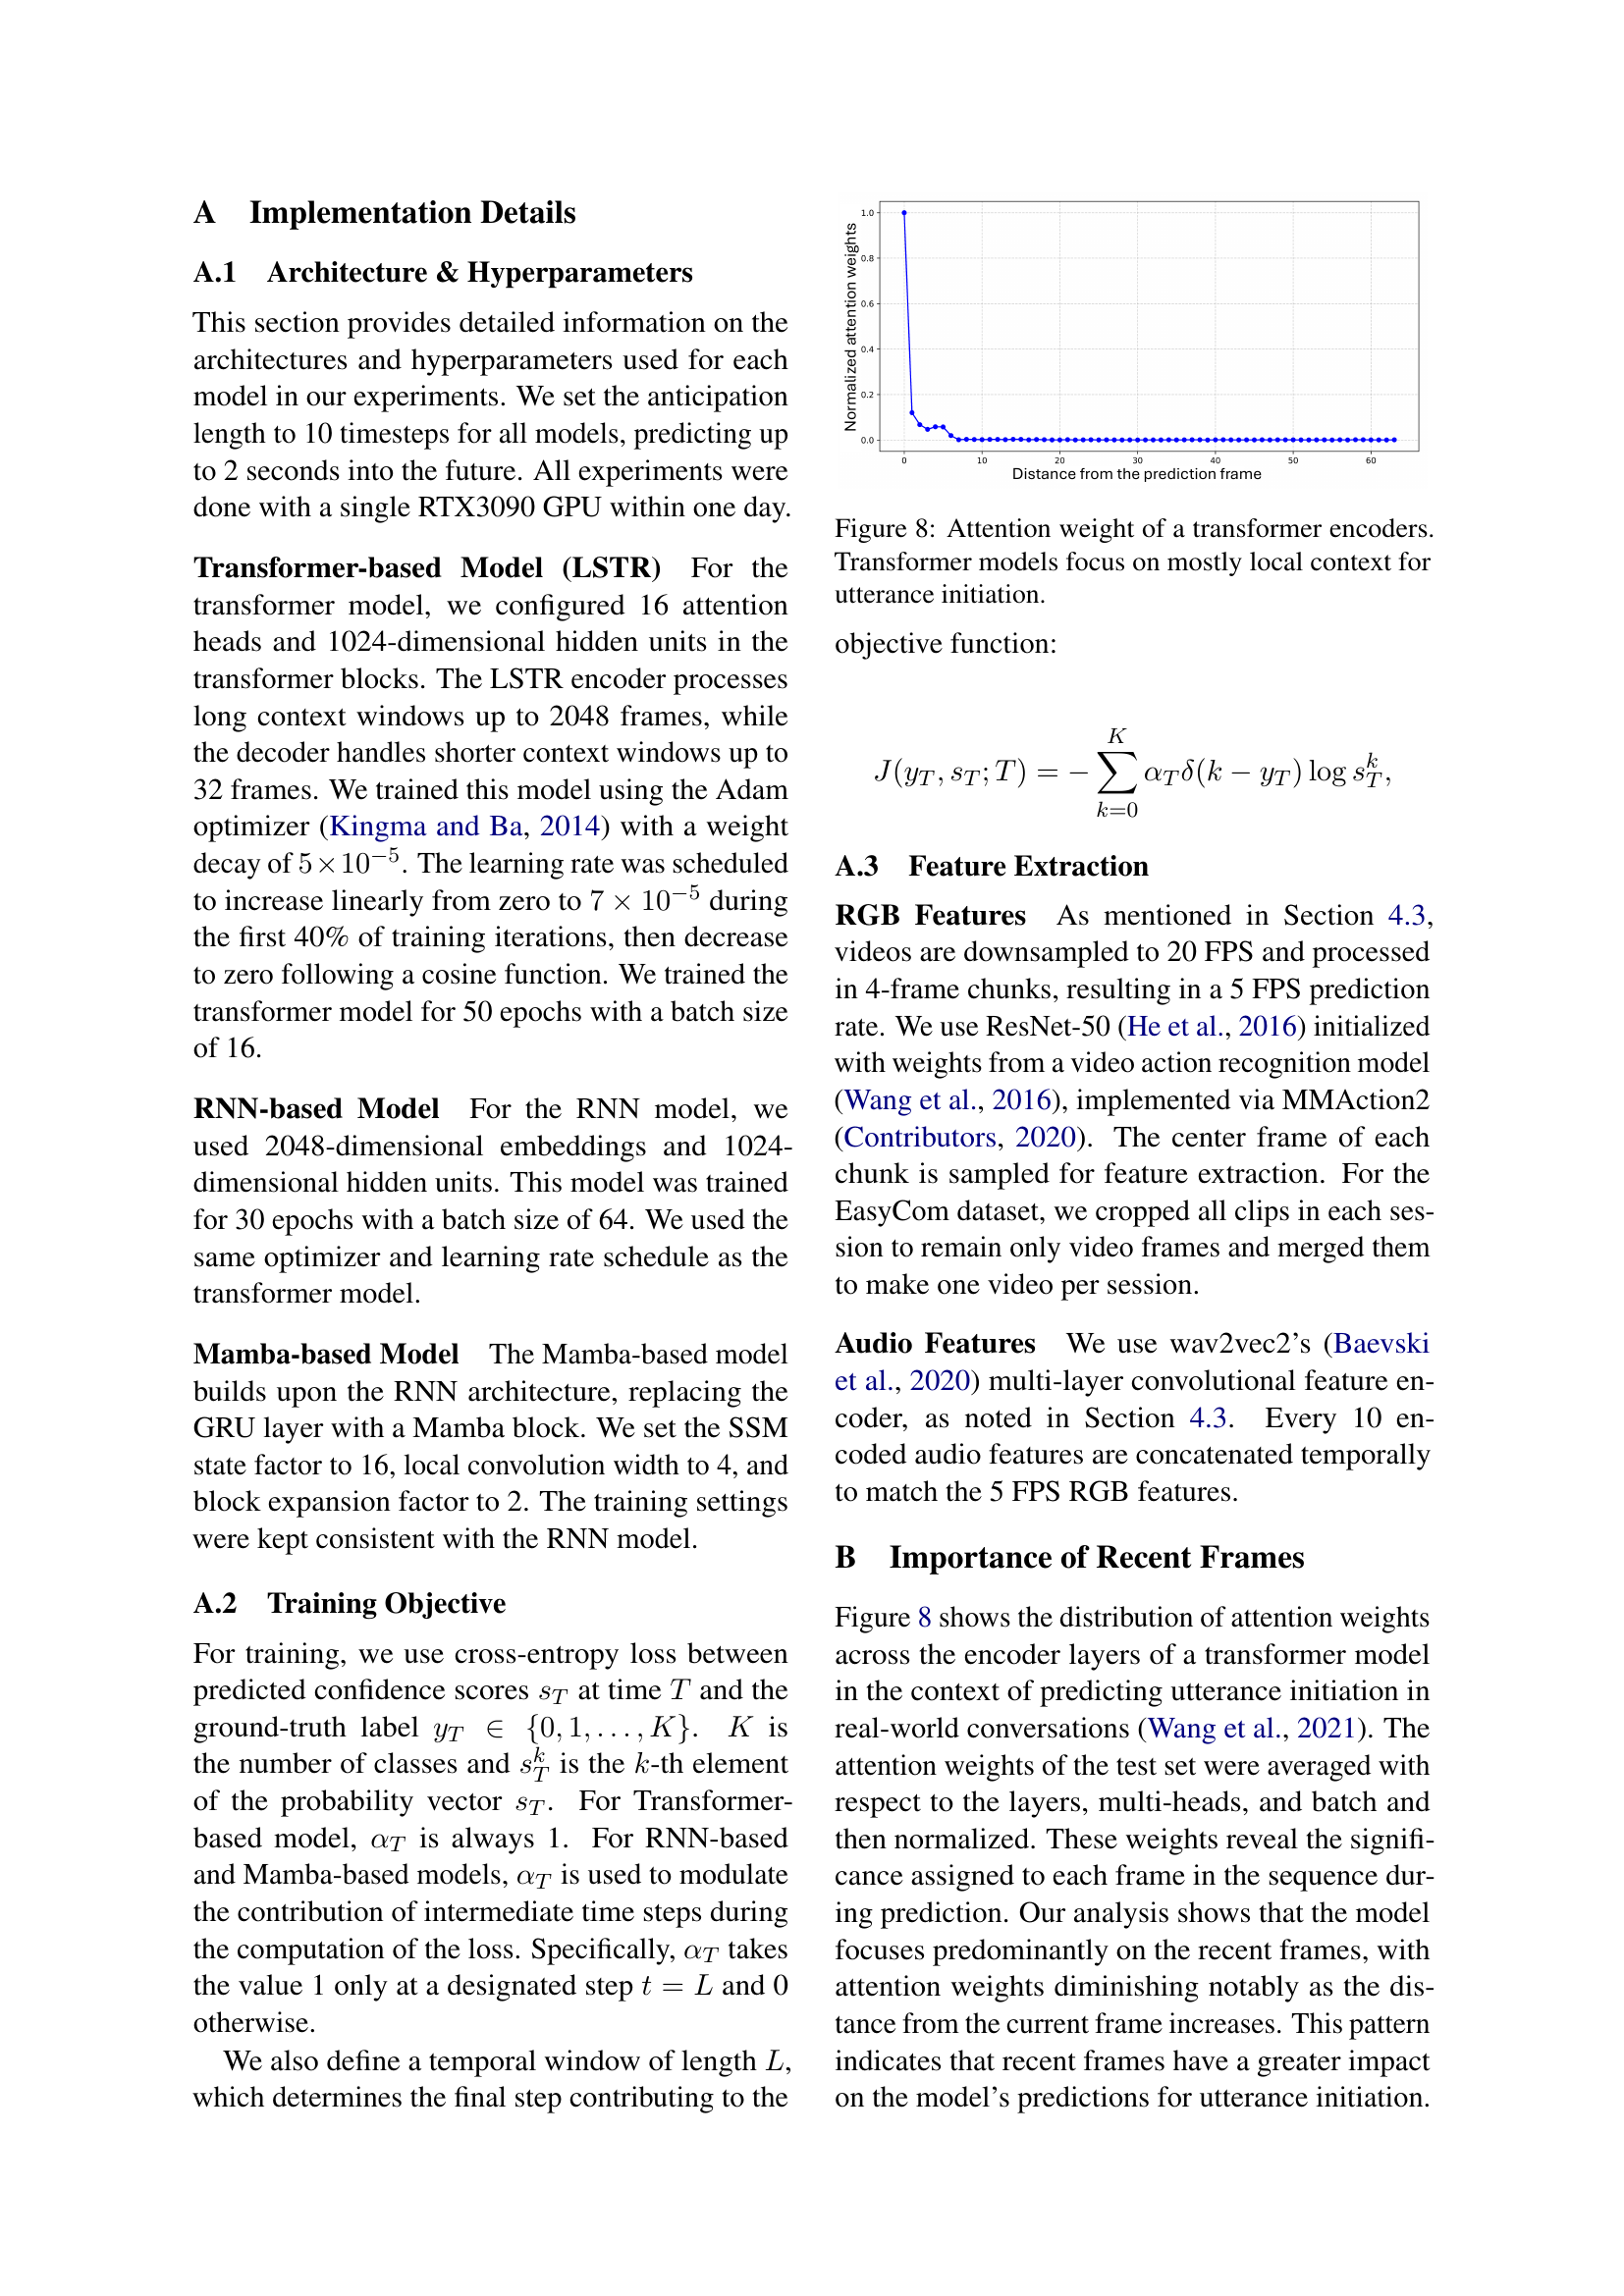 A Implementation Details
A.1 Architecture & Hyperparameters
This section provides detailed information on the
architectures and hyperparameters used for each
model in our experiments. We set the anticipation
length to 10 timesteps for all models, predicting up
to 2 seconds into the future. All experiments were
done with a single RTX3090 GPU within one day.
Transformer-based Model (LSTR) For the
transformer model, we configured 16 attention
heads and 1024-dimensional hidden units in the
transformer blocks. The LSTR encoder processes
long context windows up to 2048 frames, while
the decoder handles shorter context windows up to
32 frames. We trained this model using the Adam
optimizer (Kingma and Ba, 2014) with a weight
decay of 5×10⁻⁵. The learning rate was scheduled
to increase linearly from zero to 7 × 10⁻⁵ during
the first 40% of training iterations, then decrease
to zero following a cosine function. We trained the
transformer model for 50 epochs with a batch size
of 16.
RNN-based Model For the RNN model, we
used 2048-dimensional embeddings and 1024-
dimensional hidden units. This model was trained
for 30 epochs with a batch size of 64. We used the
same optimizer and learning rate schedule as the
transformer model.
Mamba-based Model The Mamba-based model
builds upon the RNN architecture, replacing the
GRU layer with a Mamba block. We set the SSM
state factor to 16, local convolution width to 4, and
block expansion factor to 2. The training settings
were kept consistent with the RNN model.
A.2 Training Objective
For training, we use cross-entropy loss between
predicted confidence scores s_T at time T and the
ground-truth label y_T ∈ {0, 1, . . . , K}. K is
the number of classes and s_T^k is the k-th element
of the probability vector s_T. For Transformer-
based model, α_T is always 1. For RNN-based
and Mamba-based models, α_T is used to modulate
the contribution of intermediate time steps during
the computation of the loss. Specifically, α_T takes
the value 1 only at a designated step t = L and 0
otherwise.
We also define a temporal window of length L,
which determines the final step contributing to the
Normalized attention weights
1.0
0.8
0.6
0.4
0.2
0.0
0 10 20 30 40 50 60
Distance from the prediction frame
Figure 8: Attention weight of a transformer encoders.
Transformer models focus on mostly local context for
utterance initiation.
objective function:
J(y_T, s_T; T) = − ∑_{k=0}^{K} α_T δ(k − y_T) log s_T^k,
A.3 Feature Extraction
RGB Features As mentioned in Section 4.3,
videos are downsampled to 20 FPS and processed
in 4-frame chunks, resulting in a 5 FPS prediction
rate. We use ResNet-50 (He et al., 2016) initialized
with weights from a video action recognition model
(Wang et al., 2016), implemented via MMAction2
(Contributors, 2020). The center frame of each
chunk is sampled for feature extraction. For the
EasyCom dataset, we cropped all clips in each ses-
sion to remain only video frames and merged them
to make one video per session.
Audio Features We use wav2vec2's (Baevski
et al., 2020) multi-layer convolutional feature en-
coder, as noted in Section 4.3. Every 10 en-
coded audio features are concatenated temporally
to match the 5 FPS RGB features.
B Importance of Recent Frames
Figure 8 shows the distribution of attention weights
across the encoder layers of a transformer model
in the context of predicting utterance initiation in
real-world conversations (Wang et al., 2021). The
attention weights of the test set were averaged with
respect to the layers, multi-heads, and batch and
then normalized. These weights reveal the signifi-
cance assigned to each frame in the sequence dur-
ing prediction. Our analysis shows that the model
focuses predominantly on the recent frames, with
attention weights diminishing notably as the dis-
tance from the current frame increases. This pattern
indicates that recent frames have a greater impact
on the model's predictions for utterance initiation.